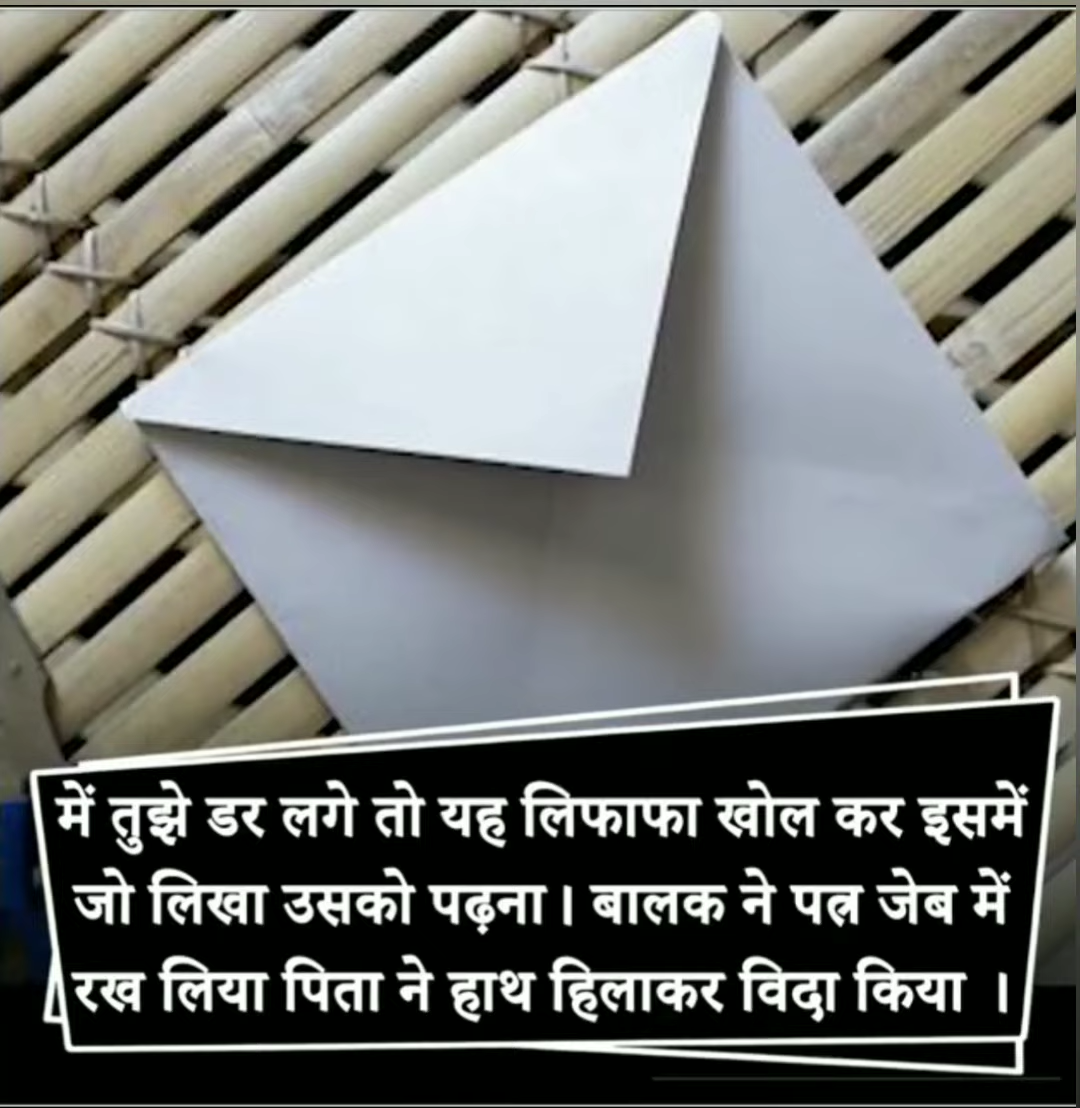 में तुझे डर लगे तो यह लिफाफा खोल कर इसमें
जो लिखा उसको पढ़ना। बालक ने पत्र जेब में
रख लिया पिता ने हाथ हिलाकर विदा किया ।